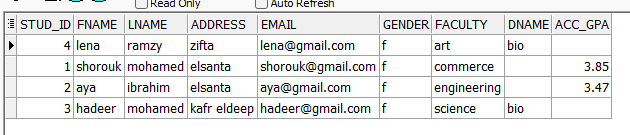 Read Only Auto Refresh
STUD_ID FNAME LNAME ADDRESS EMAIL GENDER FACULTY DNAME ACC_GPA
4 lena ramzy zifta lena@gmail.com f art bio
1 shorouk mohamed elsanta shorouk@gmail.com f commerce 3.85
2 aya ibrahim elsanta aya@gmail.com f engineering 3.47
3 hadeer mohamed kafr eldeep hadeer@gmail.com f science bio